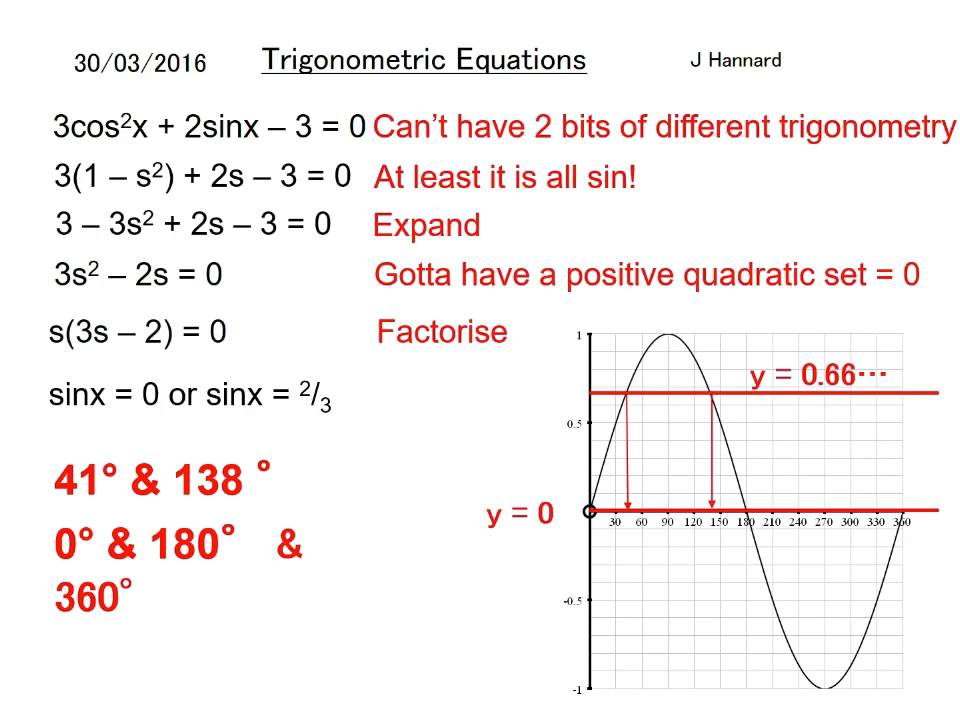 30/03/2016 Trigonometric Equations J Hannard
3cos²x + 2sinx – 3 = 0 Can't have 2 bits of different trigonometry
3(1 – s²) + 2s – 3 = 0 At least it is all sin!
3 – 3s² + 2s – 3 = 0 Expand
3s² – 2s = 0 Gotta have a positive quadratic set = 0
s(3s – 2) = 0 Factorise
sinx = 0 or sinx = ²/₃
41° & 138 °
0° & 180° &
360°
1
y = 0.66⋯
0.5
y = 0
30 60 90 120 150 180 210 240 270 300 330 360
-0.5
-1